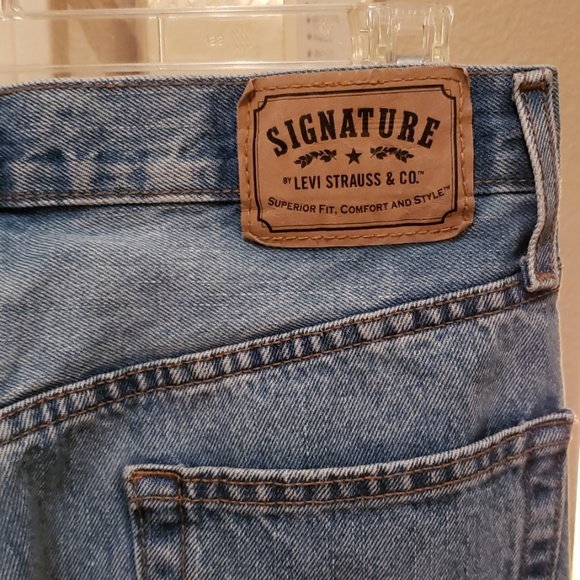 SIGNATURE
BY LEVI STRAUSS & CO.™
SUPERIOR FIT, COMFORT AND STYLE™